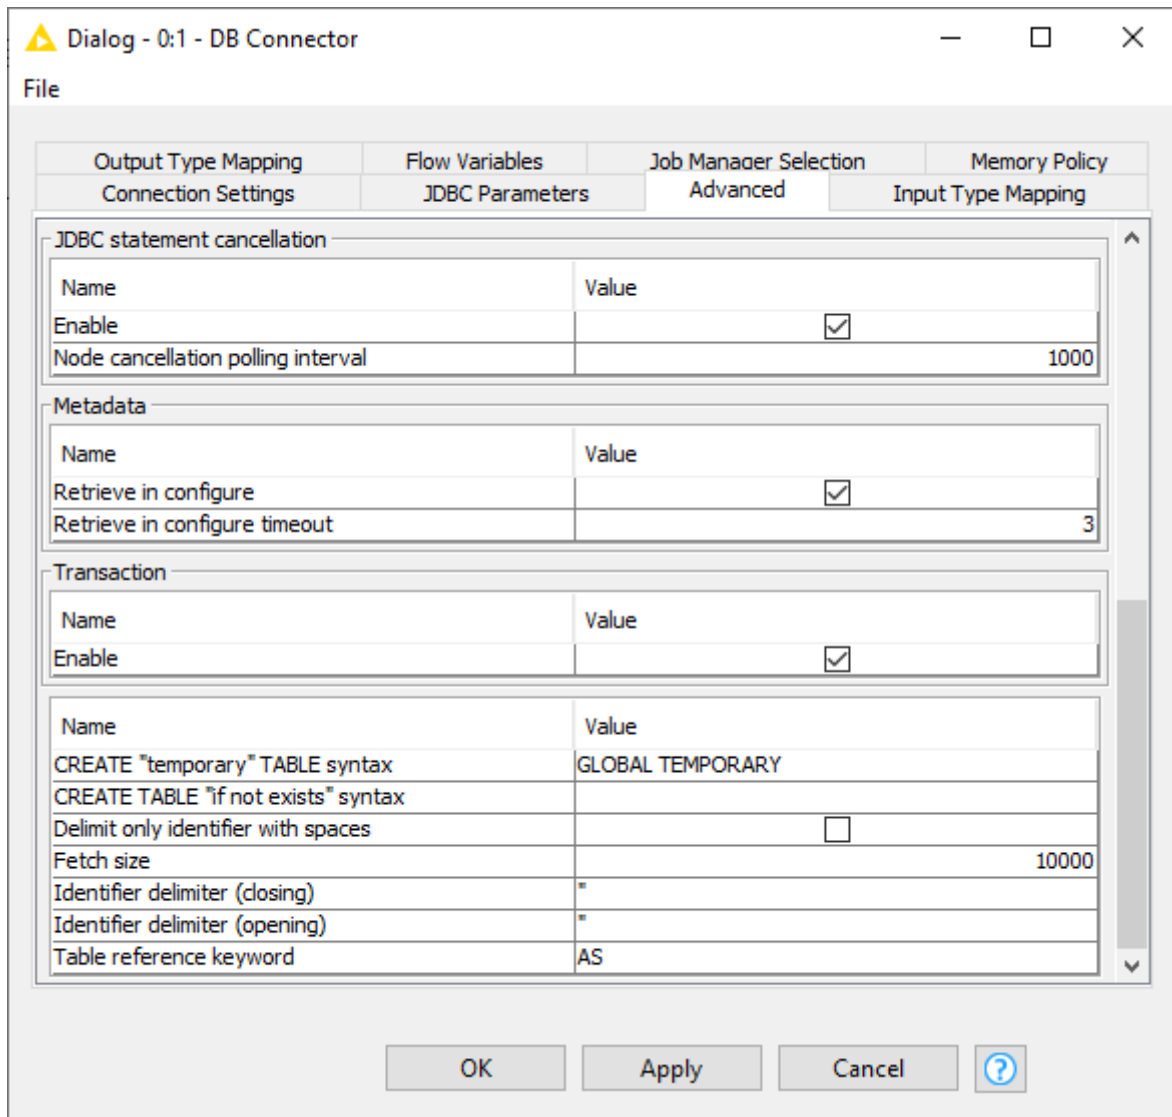 Dialog - 0:1 - DB Connector
File
Output Type Mapping Flow Variables Job Manager Selection Memory Policy
Connection Settings JDBC Parameters Advanced Input Type Mapping
JDBC statement cancellation
Name Value
Enable
Node cancellation polling interval 1000
Metadata
Name Value
Retrieve in configure
Retrieve in configure timeout 3
Transaction
Name Value
Enable
Name Value
CREATE "temporary" TABLE syntax GLOBAL TEMPORARY
CREATE TABLE "if not exists" syntax
Delimit only identifier with spaces
Fetch size 10000
Identifier delimiter (closing) "
Identifier delimiter (opening) "
Table reference keyword AS
OK Apply Cancel ?